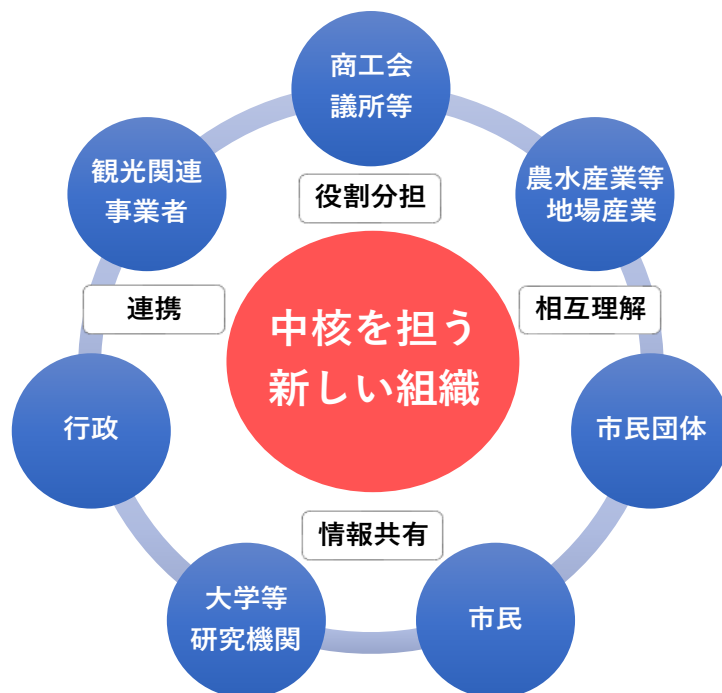 商工会
議所等
観光関連
事業者
農水産業等
地場産業
役割分担
連携
相互理解
中核を担う
新しい組織
行政
市民団体
情報共有
大学等
研究機関
市民